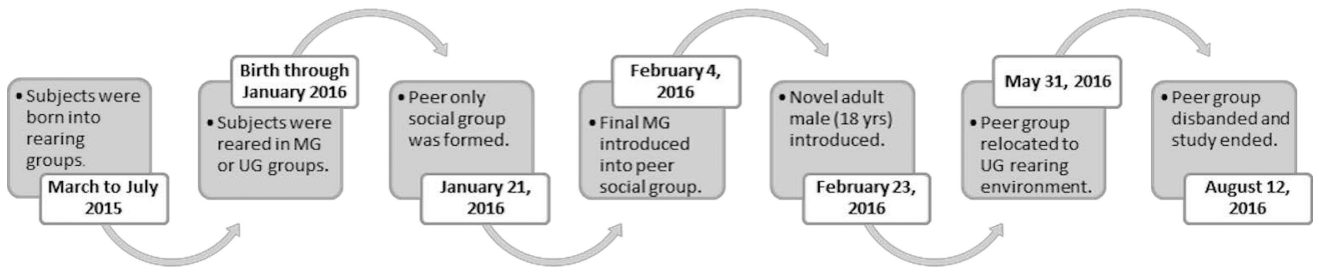 • Subjects were
born into
rearing
groups.
March to July
2015
Birth through
January 2016
• Subjects were
reared in MG
or UG groups.
• Peer only
social group
was formed.
January 21,
2016
February 4,
2016
• Final MG
introduced
into peer
social group.
• Novel adult
male (18 yrs)
introduced.
February 23,
2016
May 31, 2016
• Peer group
relocated to
UG rearing
environment.
• Peer group
disbanded and
study ended.
August 12,
2016